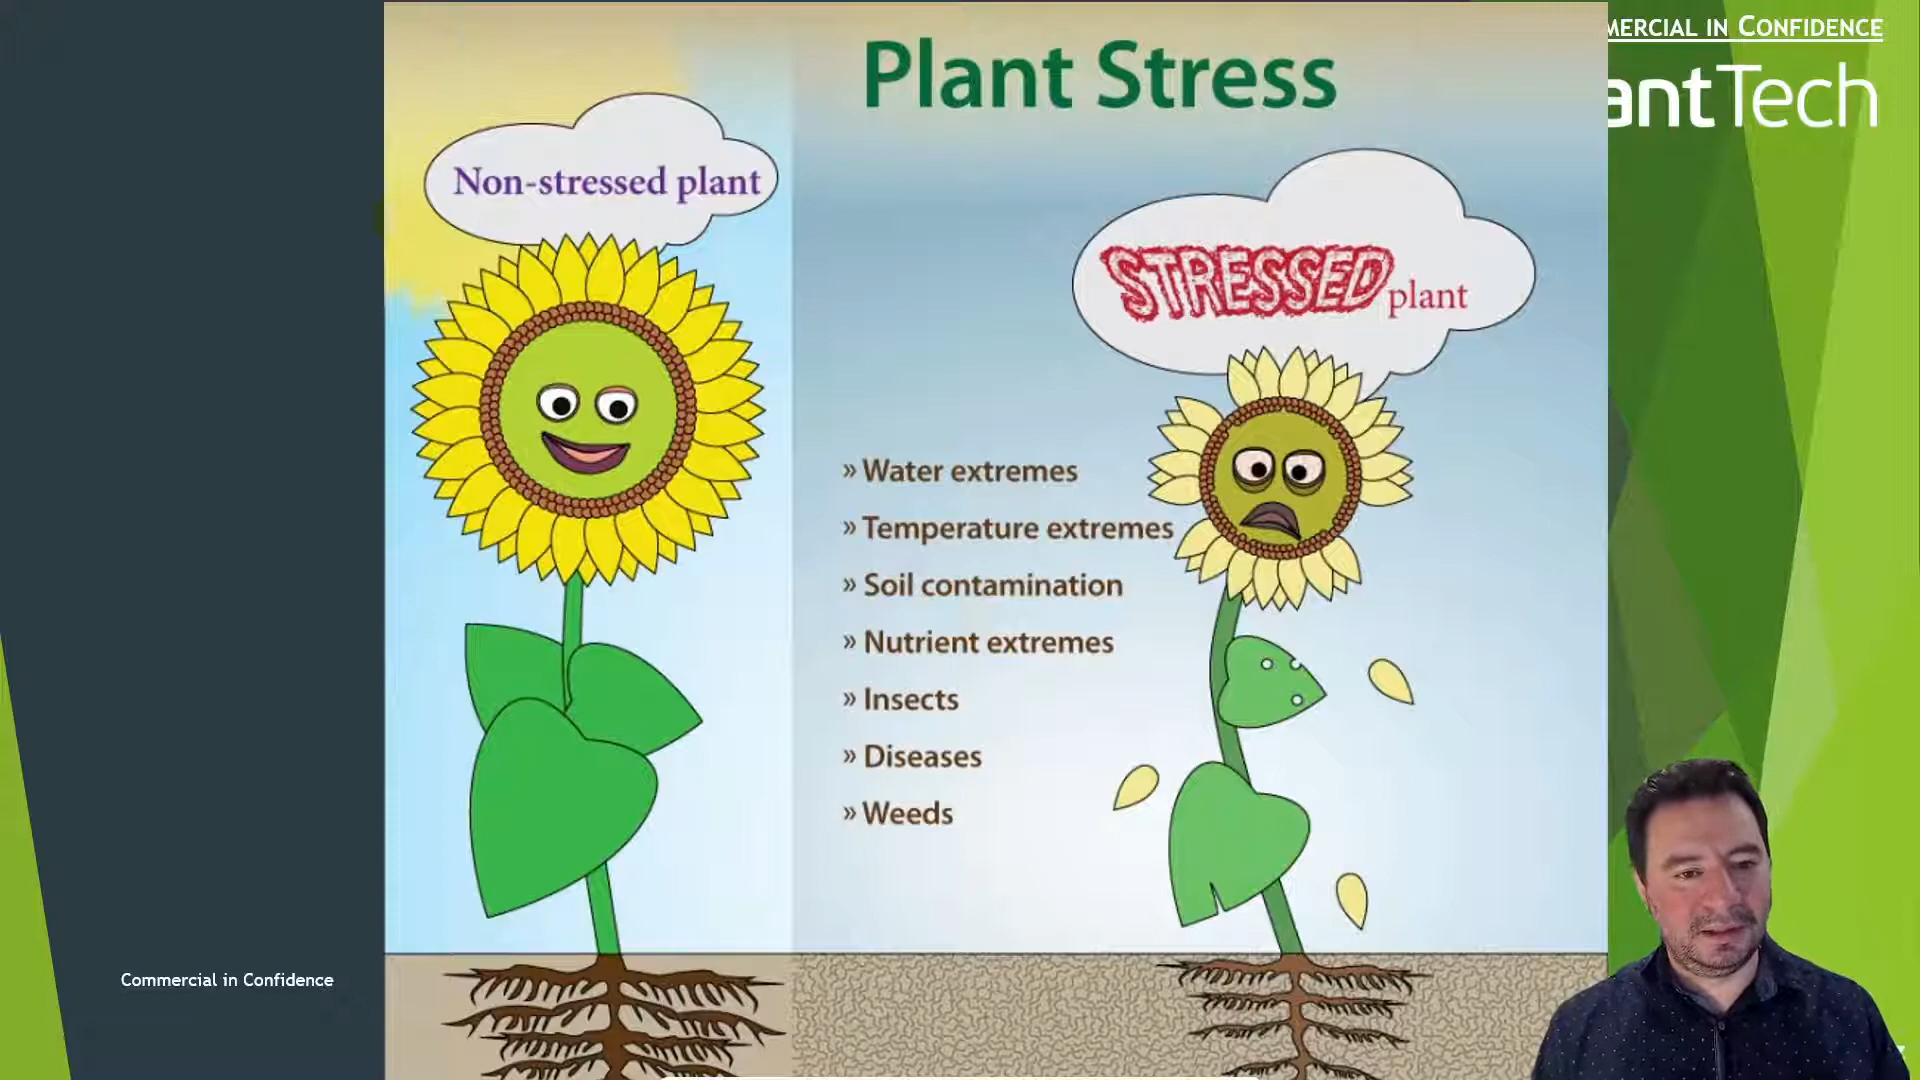 MERCIAL IN CONFIDENCE
Plant Stress
antTech
Non-stressed plant
STRESSED plant
» Water extremes
» Temperature extremes
» Soil contamination
» Nutrient extremes
» Insects
» Diseases
» Weeds
Commercial in Confidence